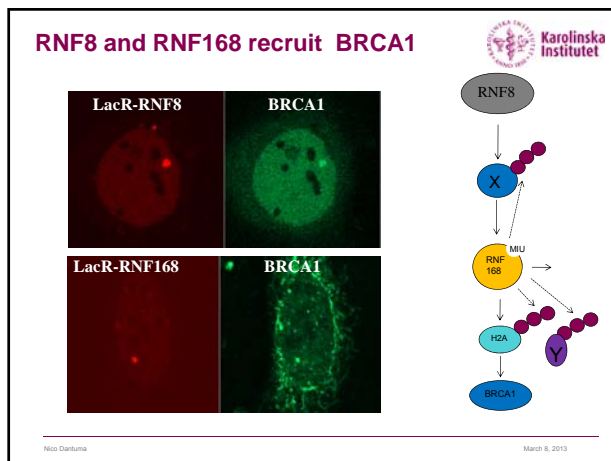 RNF8 and RNF168 recruit BRCA1
Karolinska
Institutet
LacR-RNF8
BRCA1
LacR-RNF168
BRCA1
RNF8
X
MIU
RNF
168
H2A
Y
BRCA1
Nico Dantuma
March 8, 2013